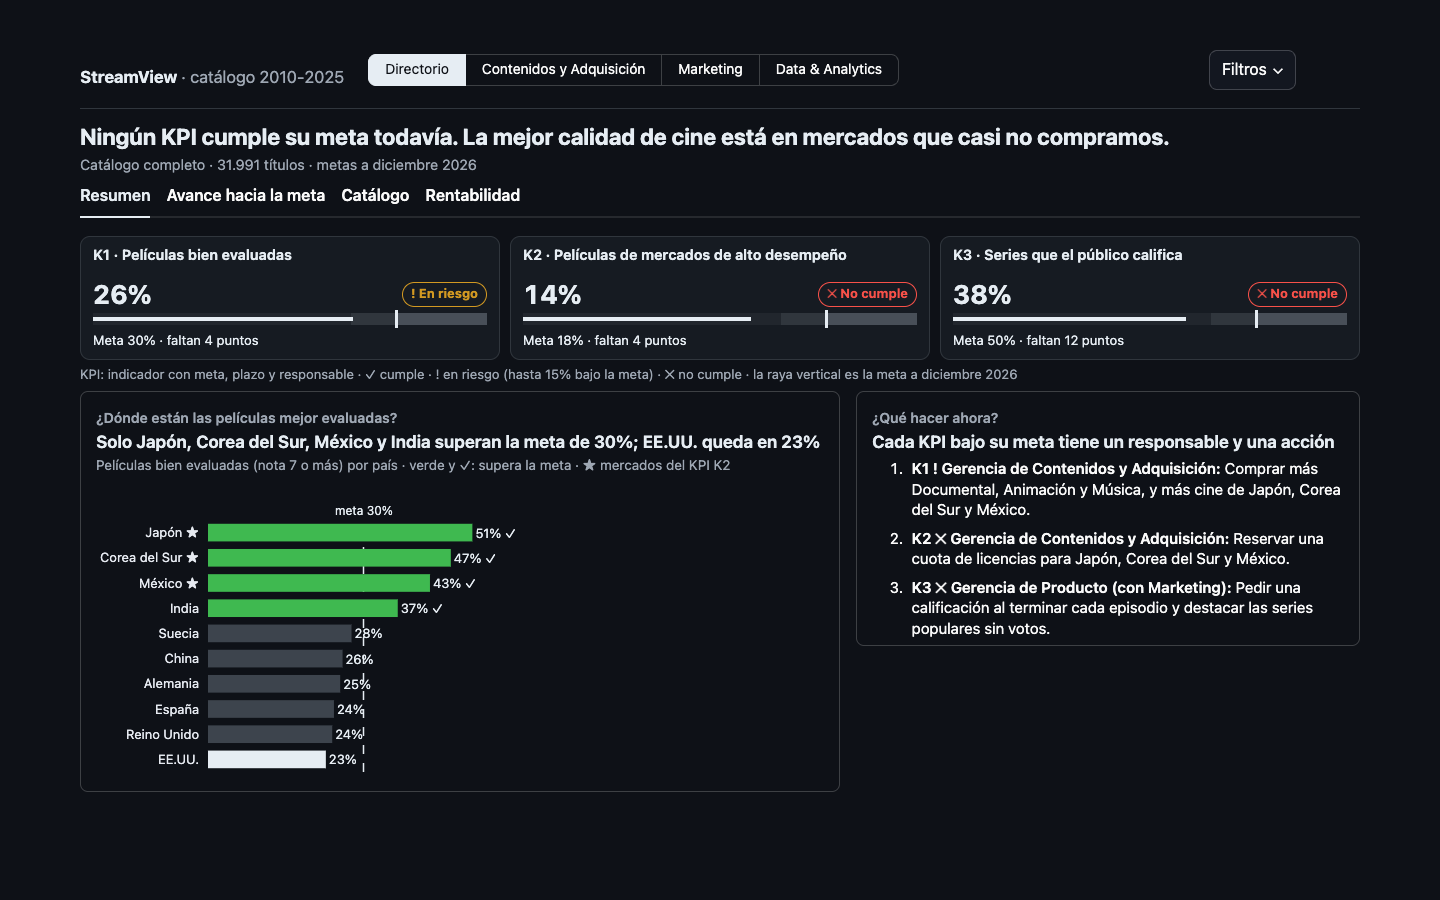 StreamView · catálogo 2010-2025
Directorio
Contenidos y Adquisición
Marketing
Data & Analytics
Filtros
Ningún KPI cumple su meta todavía. La mejor calidad de cine está en mercados que casi no compramos.
Catálogo completo · 31.991 títulos · metas a diciembre 2026
Resumen
Avance hacia la meta
Catálogo
Rentabilidad
K1 · Películas bien evaluadas
26%
! En riesgo
Meta 30% · faltan 4 puntos
K2 · Películas de mercados de alto desempeño
14%
✕ No cumple
Meta 18% · faltan 4 puntos
K3 · Series que el público califica
38%
✕ No cumple
Meta 50% · faltan 12 puntos
KPI: indicador con meta, plazo y responsable · ✓ cumple · ! en riesgo (hasta 15% bajo la meta) · ✕ no cumple · la raya vertical es la meta a diciembre 2026
¿Dónde están las películas mejor evaluadas?
Solo Japón, Corea del Sur, México y India superan la meta de 30%; EE.UU. queda en 23%
Películas bien evaluadas (nota 7 o más) por país · verde y ✓: supera la meta · ★ mercados del KPI K2
meta 30%
Japón ★ 51% ✓
Corea del Sur ★ 47% ✓
México ★ 43% ✓
India 37% ✓
Suecia 28%
China 26%
Alemania 25%
España 24%
Reino Unido 24%
EE.UU. 23%
¿Qué hacer ahora?
Cada KPI bajo su meta tiene un responsable y una acción
1. K1 ! Gerencia de Contenidos y Adquisición: Comprar más
Documental, Animación y Música, y más cine de Japón, Corea
del Sur y México.
2. K2 ✕ Gerencia de Contenidos y Adquisición: Reservar una
cuota de licencias para Japón, Corea del Sur y México.
3. K3 ✕ Gerencia de Producto (con Marketing): Pedir una
calificación al terminar cada episodio y destacar las series
populares sin votos.